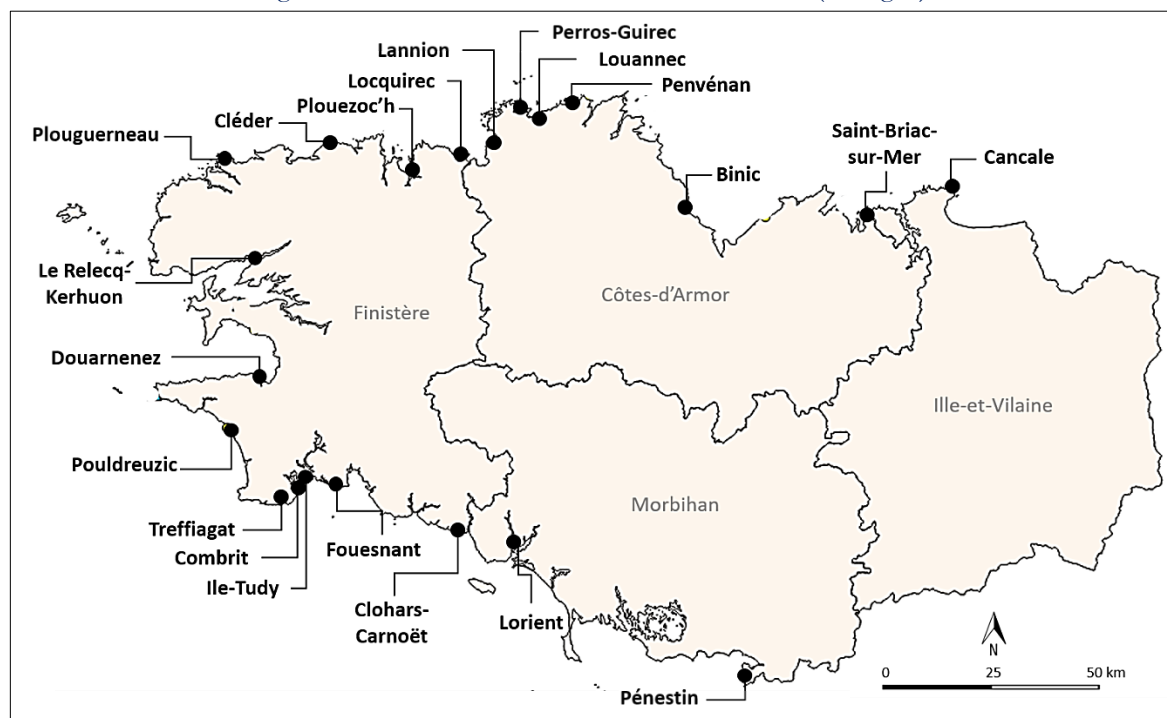 Perros-Guirec
Lannion
Louannec
Locquirec
Penvénan
Plouezoc'h
Cléder
Plouguerneau
Saint-Briac-
sur-Mer
Cancale
Binic
Le Relecq-
Kerhuon
Côtes-d'Armor
Finistère
Douarnenez
Ille-et-Vilaine
Pouldreuzic
Morbihan
Treffiagat
Combrit
Ile-Tudy
Fouesnant
Clohars-
Carnoët
Lorient
Pénestin
N
0 25 50 km